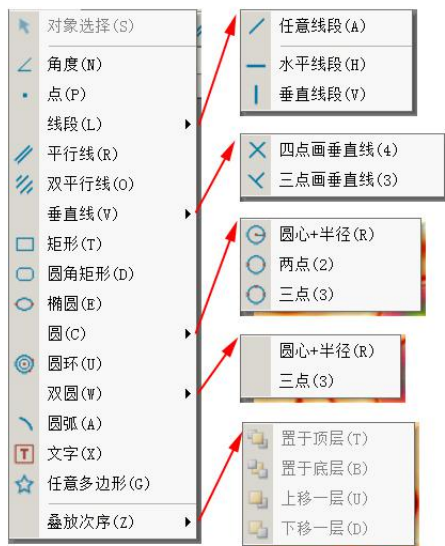 对象选择(S)
角度(N)
点(P)
线段(L)
平行线(R)
双平行线(O)
垂直线(V)
矩形(T)
圆角矩形(D)
椭圆(E)
圆(C)
圆环(U)
双圆(W)
圆弧(A)
T 文字(X)
任意多边形(G)
叠放次序(Z)
任意线段(A)
水平线段(H)
垂直线段(V)
四点画垂直线(4)
三点画垂直线(3)
圆心+半径(R)
两点(2)
三点(3)
圆心+半径(R)
三点(3)
置于顶层(T)
置于底层(B)
上移一层(U)
下移一层(D)